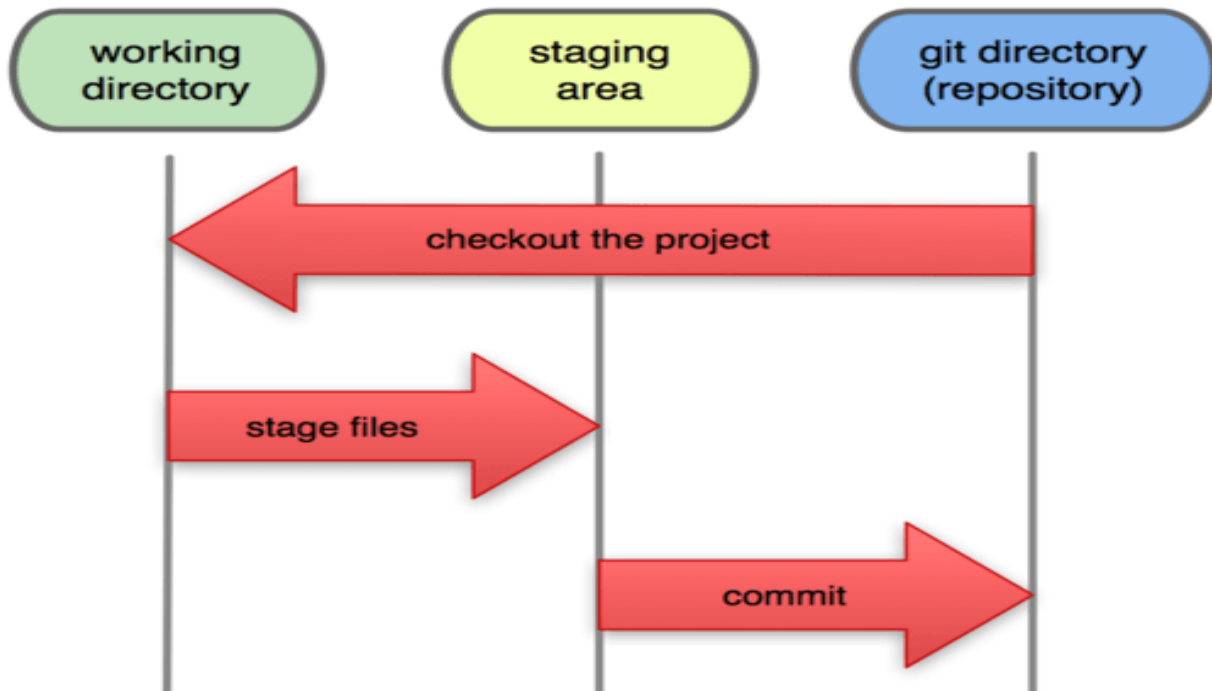 working
directory
staging
area
git directory
(repository)
checkout the project
stage files
commit